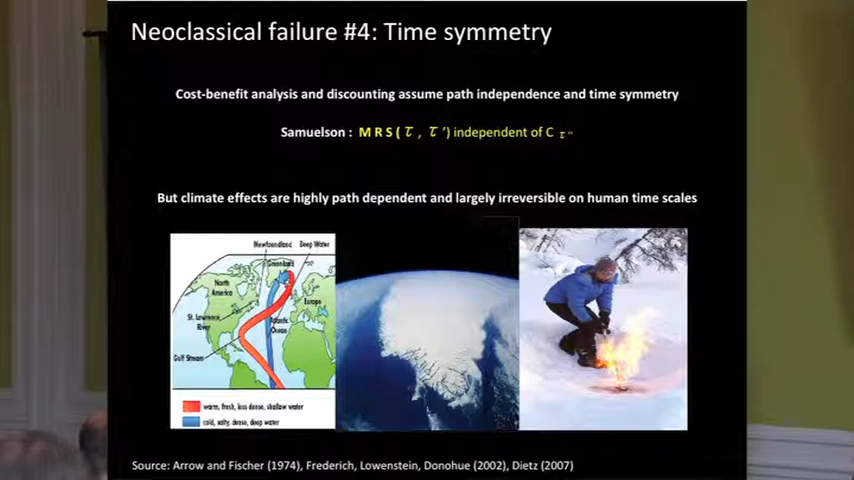 Neoclassical failure #4: Time symmetry
Cost-benefit analysis and discounting assume path independence and time symmetry
Samuelson : M R S ( τ , τ ') independent of C τ''
But climate effects are highly path dependent and largely irreversible on human time scales
Newfoundland
Deep Water
Greenland
North
America
Europe
St. Lawrence
River
Atlantic
Ocean
Gulf Stream
warm, fresh, less dense, shallow water
cold, salty, dense, deep water
Source: Arrow and Fischer (1974), Frederich, Lowenstein, Donohue (2002), Dietz (2007)